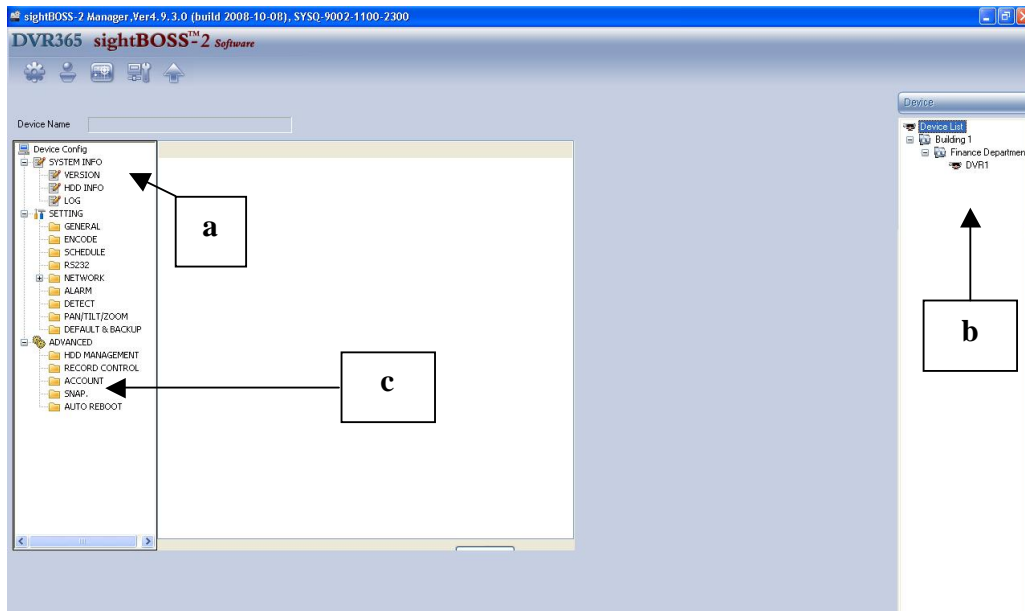 sightBOSS-2 Manager,Ver4.9.3.0 (build 2008-10-08), SYSQ-9002-1100-2300
DVR365 sightBOSS™-2 Software
Device Name
Device Config
SYSTEM INFO
VERSION
HDD INFO
LOG
SETTING
GENERAL
ENCODE
SCHEDULE
RS232
NETWORK
ALARM
DETECT
PAN/TILT/ZOOM
DEFAULT & BACKUP
ADVANCED
HDD MANAGEMENT
RECORD CONTROL
ACCOUNT
SNAP.
AUTO REBOOT
a
c
Device
Device List
Building 1
Finance Departmen
DVR1
b